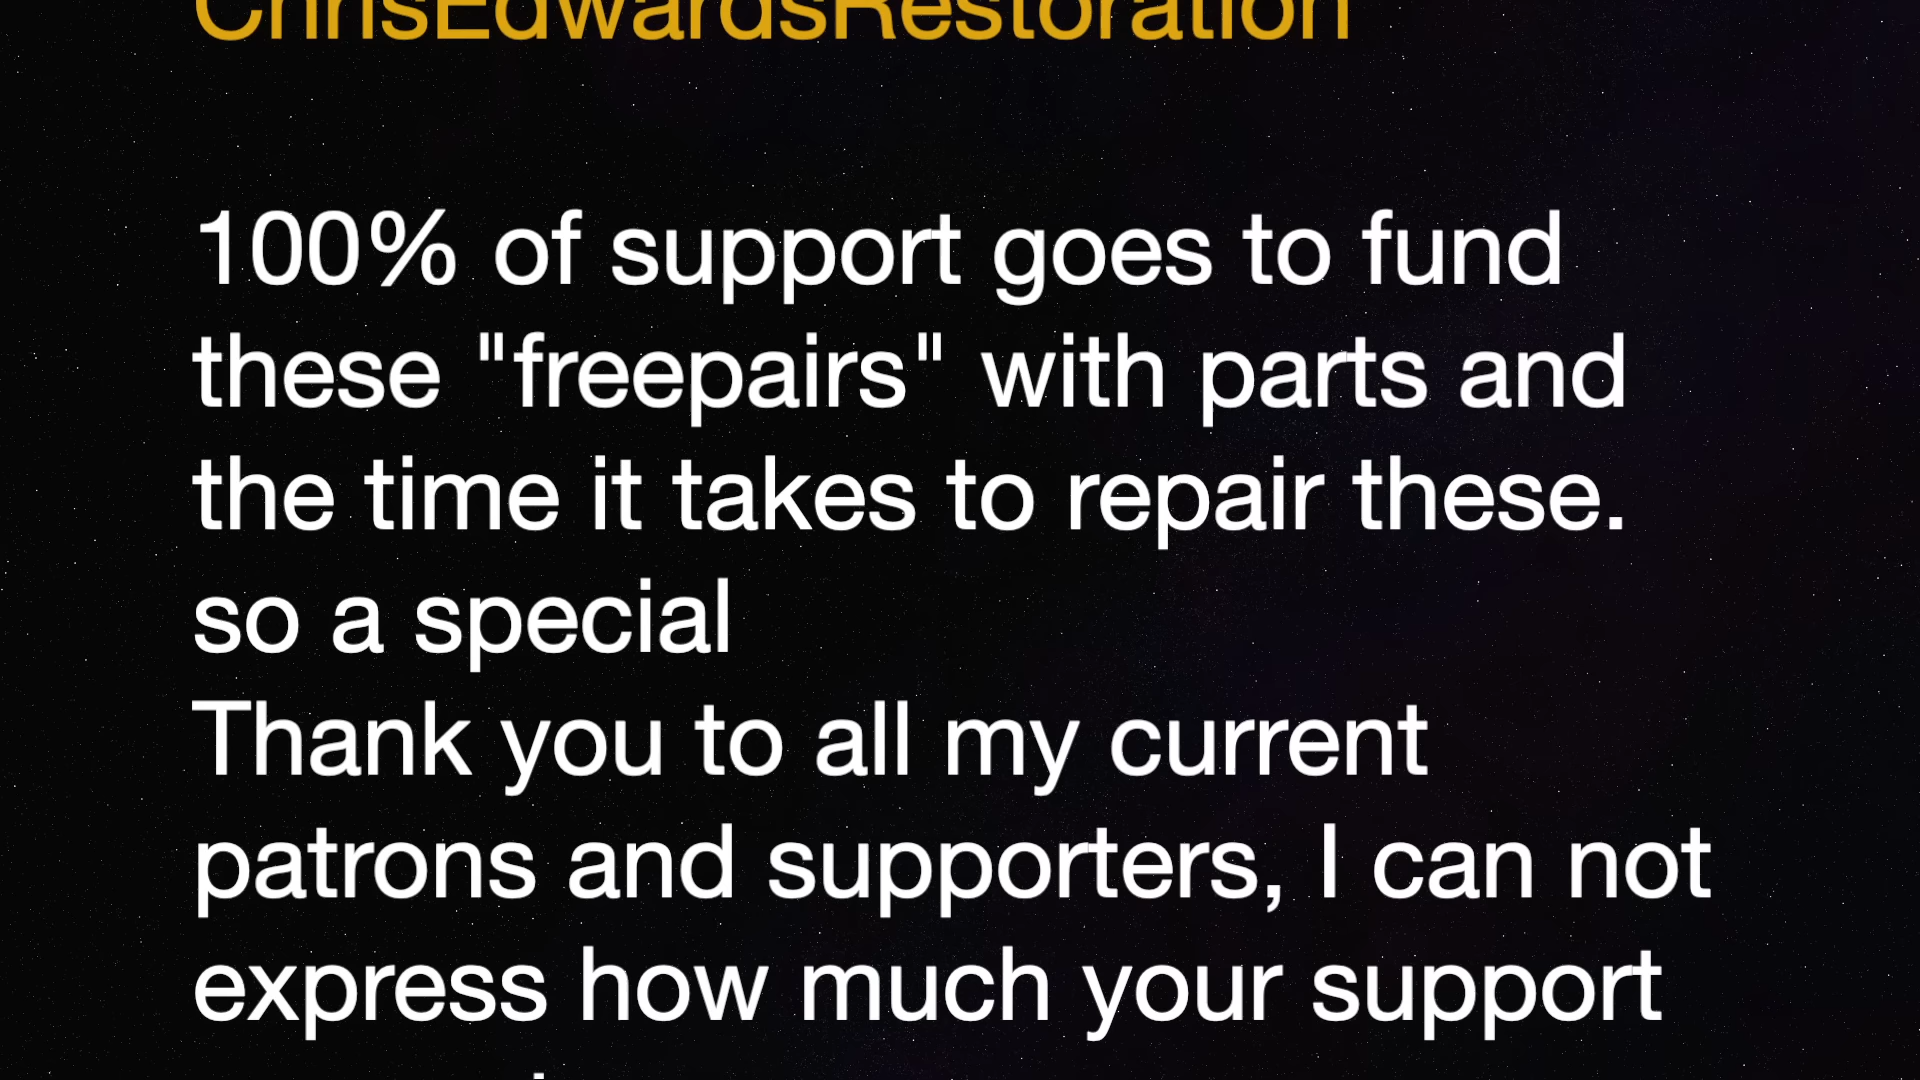 ChrisEdwardsRestoration
100% of support goes to fund
these "freepairs" with parts and
the time it takes to repair these.
so a special
Thank you to all my current
patrons and supporters, I can not
express how much your support